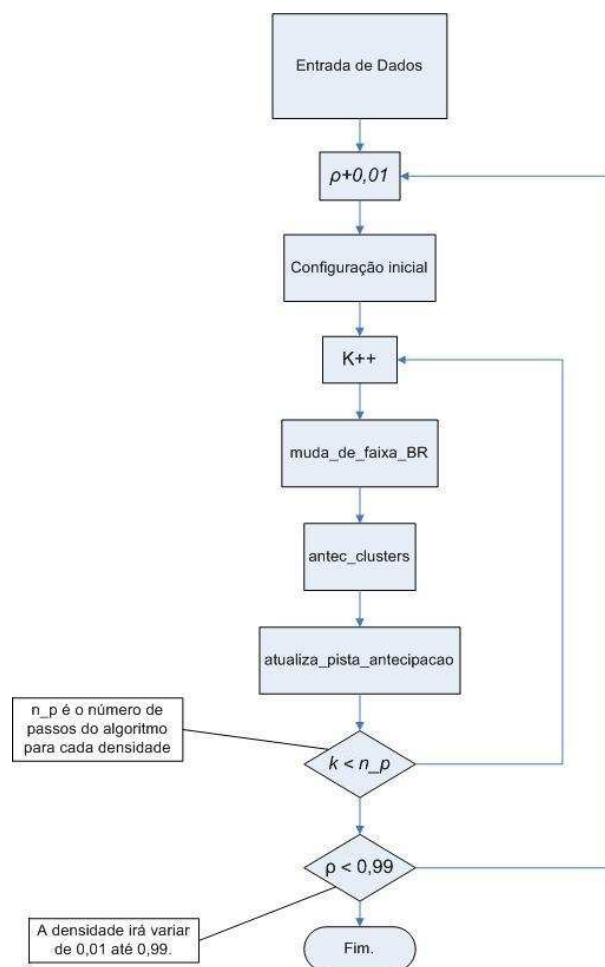 Entrada de Dados
ρ+0,01
Configuração inicial
K++
muda_de_faixa_BR
antec_clusters
atualiza_pista_antecipacao
n_p é o número de
passos do algoritmo
para cada densidade
k < n_p
ρ < 0,99
A densidade irá variar
de 0,01 até 0,99.
Fim.